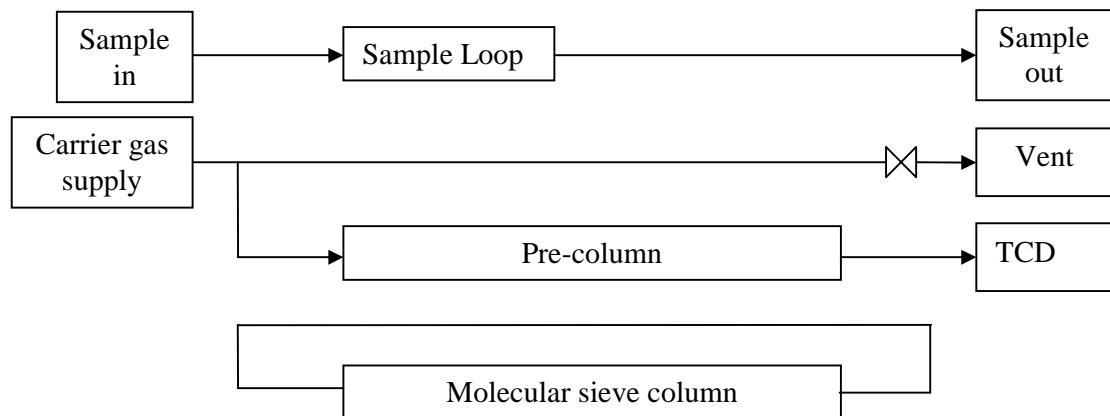 Sample
in
Sample Loop
Sample
out
Carrier gas
supply
Vent
Pre-column
TCD
Molecular sieve column